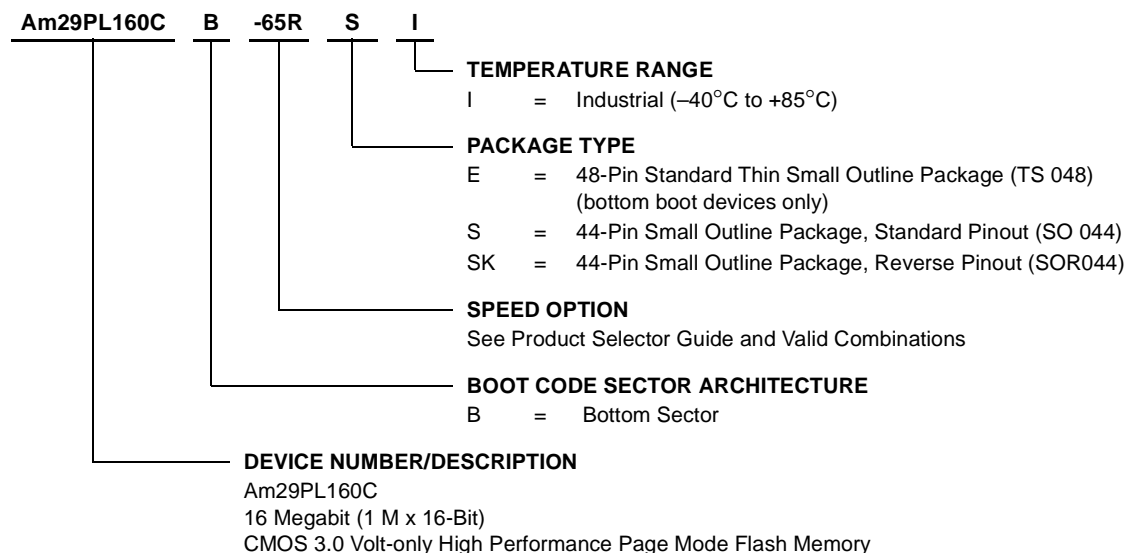 Am29PL160C B -65R S I
TEMPERATURE RANGE
I = Industrial (–40°C to +85°C)
PACKAGE TYPE
E = 48-Pin Standard Thin Small Outline Package (TS 048)
(bottom boot devices only)
S = 44-Pin Small Outline Package, Standard Pinout (SO 044)
SK = 44-Pin Small Outline Package, Reverse Pinout (SOR044)
SPEED OPTION
See Product Selector Guide and Valid Combinations
BOOT CODE SECTOR ARCHITECTURE
B = Bottom Sector
DEVICE NUMBER/DESCRIPTION
Am29PL160C
16 Megabit (1 M x 16-Bit)
CMOS 3.0 Volt-only High Performance Page Mode Flash Memory